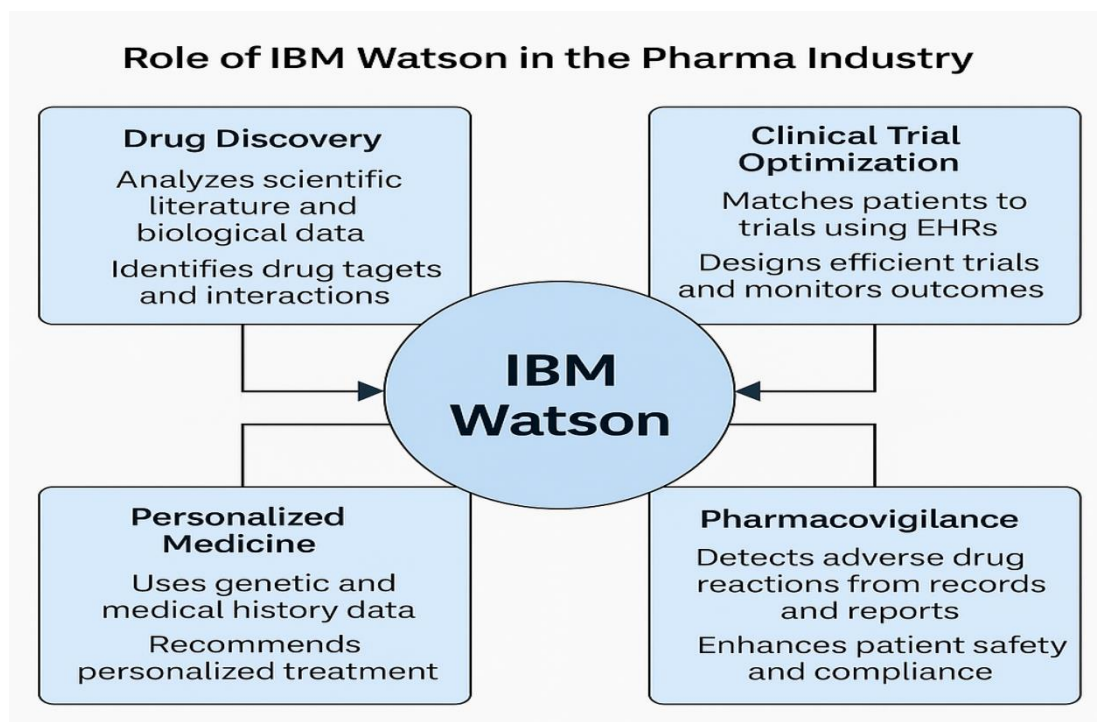 Role of IBM Watson in the Pharma Industry
Drug Discovery
Analyzes scientific
literature and
biological data
Identifies drug tagets
and interactions
Clinical Trial
Optimization
Matches patients to
trials using EHRs
Designs efficient trials
and monitors outcomes
IBM
Watson
Personalized
Medicine
Uses genetic and
medical history data
Recommends
personalized treatment
Pharmacovigilance
Detects adverse drug
reactions from records
and reports
Enhances patient safety
and compliance